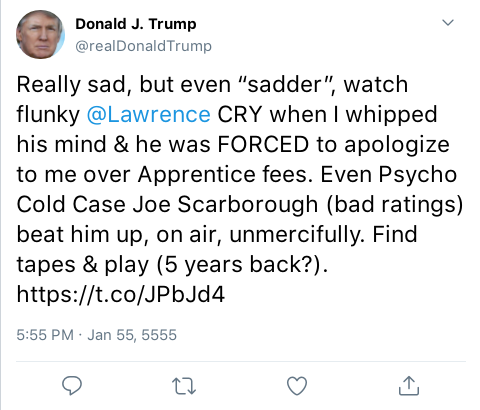 Donald J. Trump
@realDonaldTrump
Really sad, but even “sadder”, watch
flunky @Lawrence CRY when I whipped
his mind & he was FORCED to apologize
to me over Apprentice fees. Even Psycho
Cold Case Joe Scarborough (bad ratings)
beat him up, on air, unmercifully. Find
tapes & play (5 years back?).
https://t.co/JPbJd4
5:55 PM · Jan 55, 5555